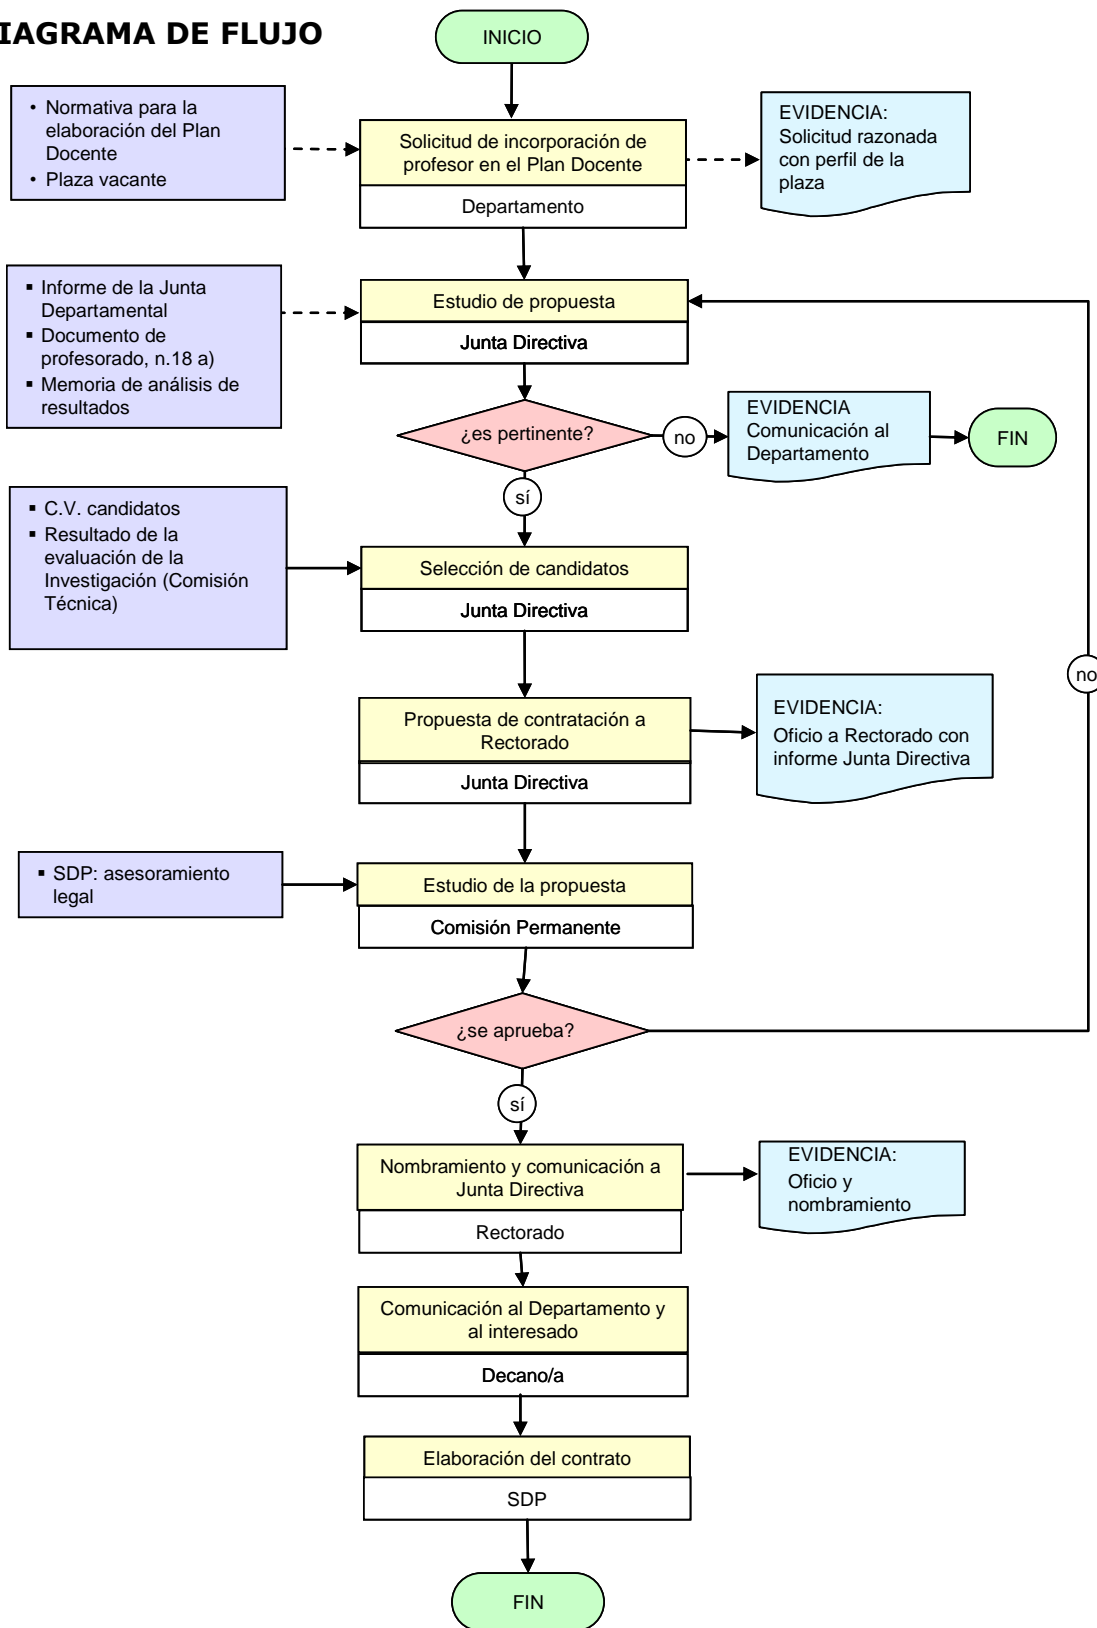 IAGRAMA DE FLUJO
INICIO
• Normativa para la
elaboración del Plan
Docente
• Plaza vacante
Solicitud de incorporación de
profesor en el Plan Docente
Departamento
EVIDENCIA:
Solicitud razonada
con perfil de la
plaza
▪ Informe de la Junta
Departamental
▪ Documento de
profesorado, n.18 a)
▪ Memoria de análisis de
resultados
Estudio de propuesta
Junta Directiva
¿es pertinente?
no
EVIDENCIA
Comunicación al
Departamento
FIN
sí
▪ C.V. candidatos
▪ Resultado de la
evaluación de la
Investigación (Comisión
Técnica)
Selección de candidatos
Junta Directiva
no
Propuesta de contratación a
Rectorado
Junta Directiva
EVIDENCIA:
Oficio a Rectorado con
informe Junta Directiva
▪ SDP: asesoramiento
legal
Estudio de la propuesta
Comisión Permanente
¿se aprueba?
sí
Nombramiento y comunicación a
Junta Directiva
Rectorado
EVIDENCIA:
Oficio y
nombramiento
Comunicación al Departamento y
al interesado
Decano/a
Elaboración del contrato
SDP
FIN